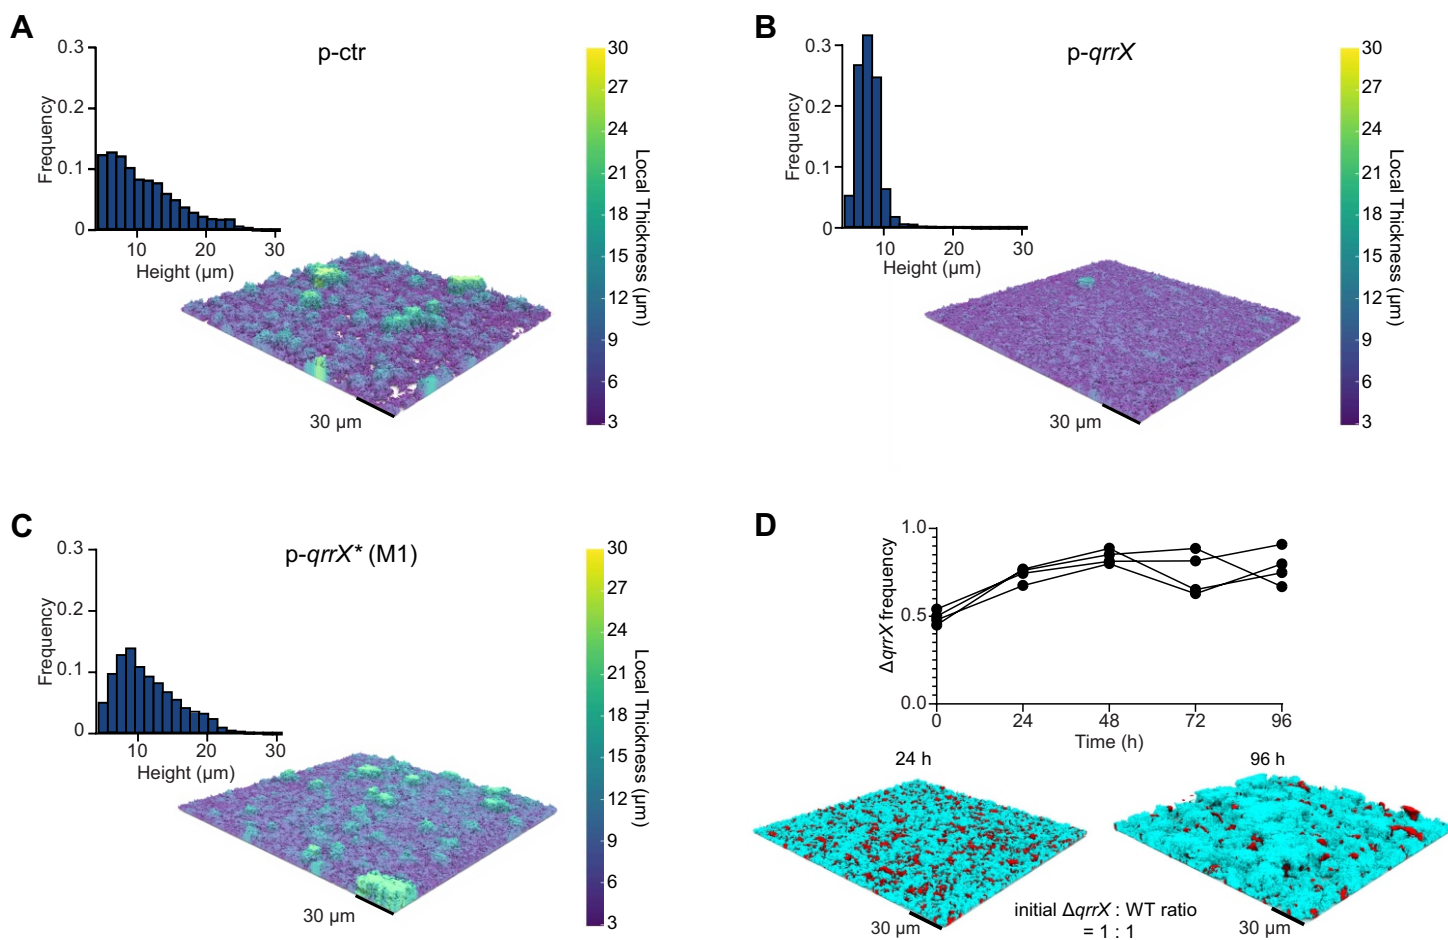 A
p-ctr
0.3
0.2
0.1
0
Frequency
10
20
30
Height (µm)
30
27
24
21
18
15
12
9
6
3
Local Thickness (µm)
30 µm
B
p-qrrX
0.3
0.2
0.1
0
Frequency
10
20
30
Height (µm)
30
27
24
21
18
15
12
9
6
3
Local Thickness (µm)
30 µm
C
p-qrrX* (M1)
0.3
0.2
0.1
0
Frequency
10
20
30
Height (µm)
30
27
24
21
18
15
12
9
6
3
Local Thickness (µm)
30 µm
D
1.0
0.5
0.0
ΔqrrX frequency
0
24
48
72
96
Time (h)
24 h
96 h
30 µm
initial ΔqrrX : WT ratio
= 1 : 1
30 µm